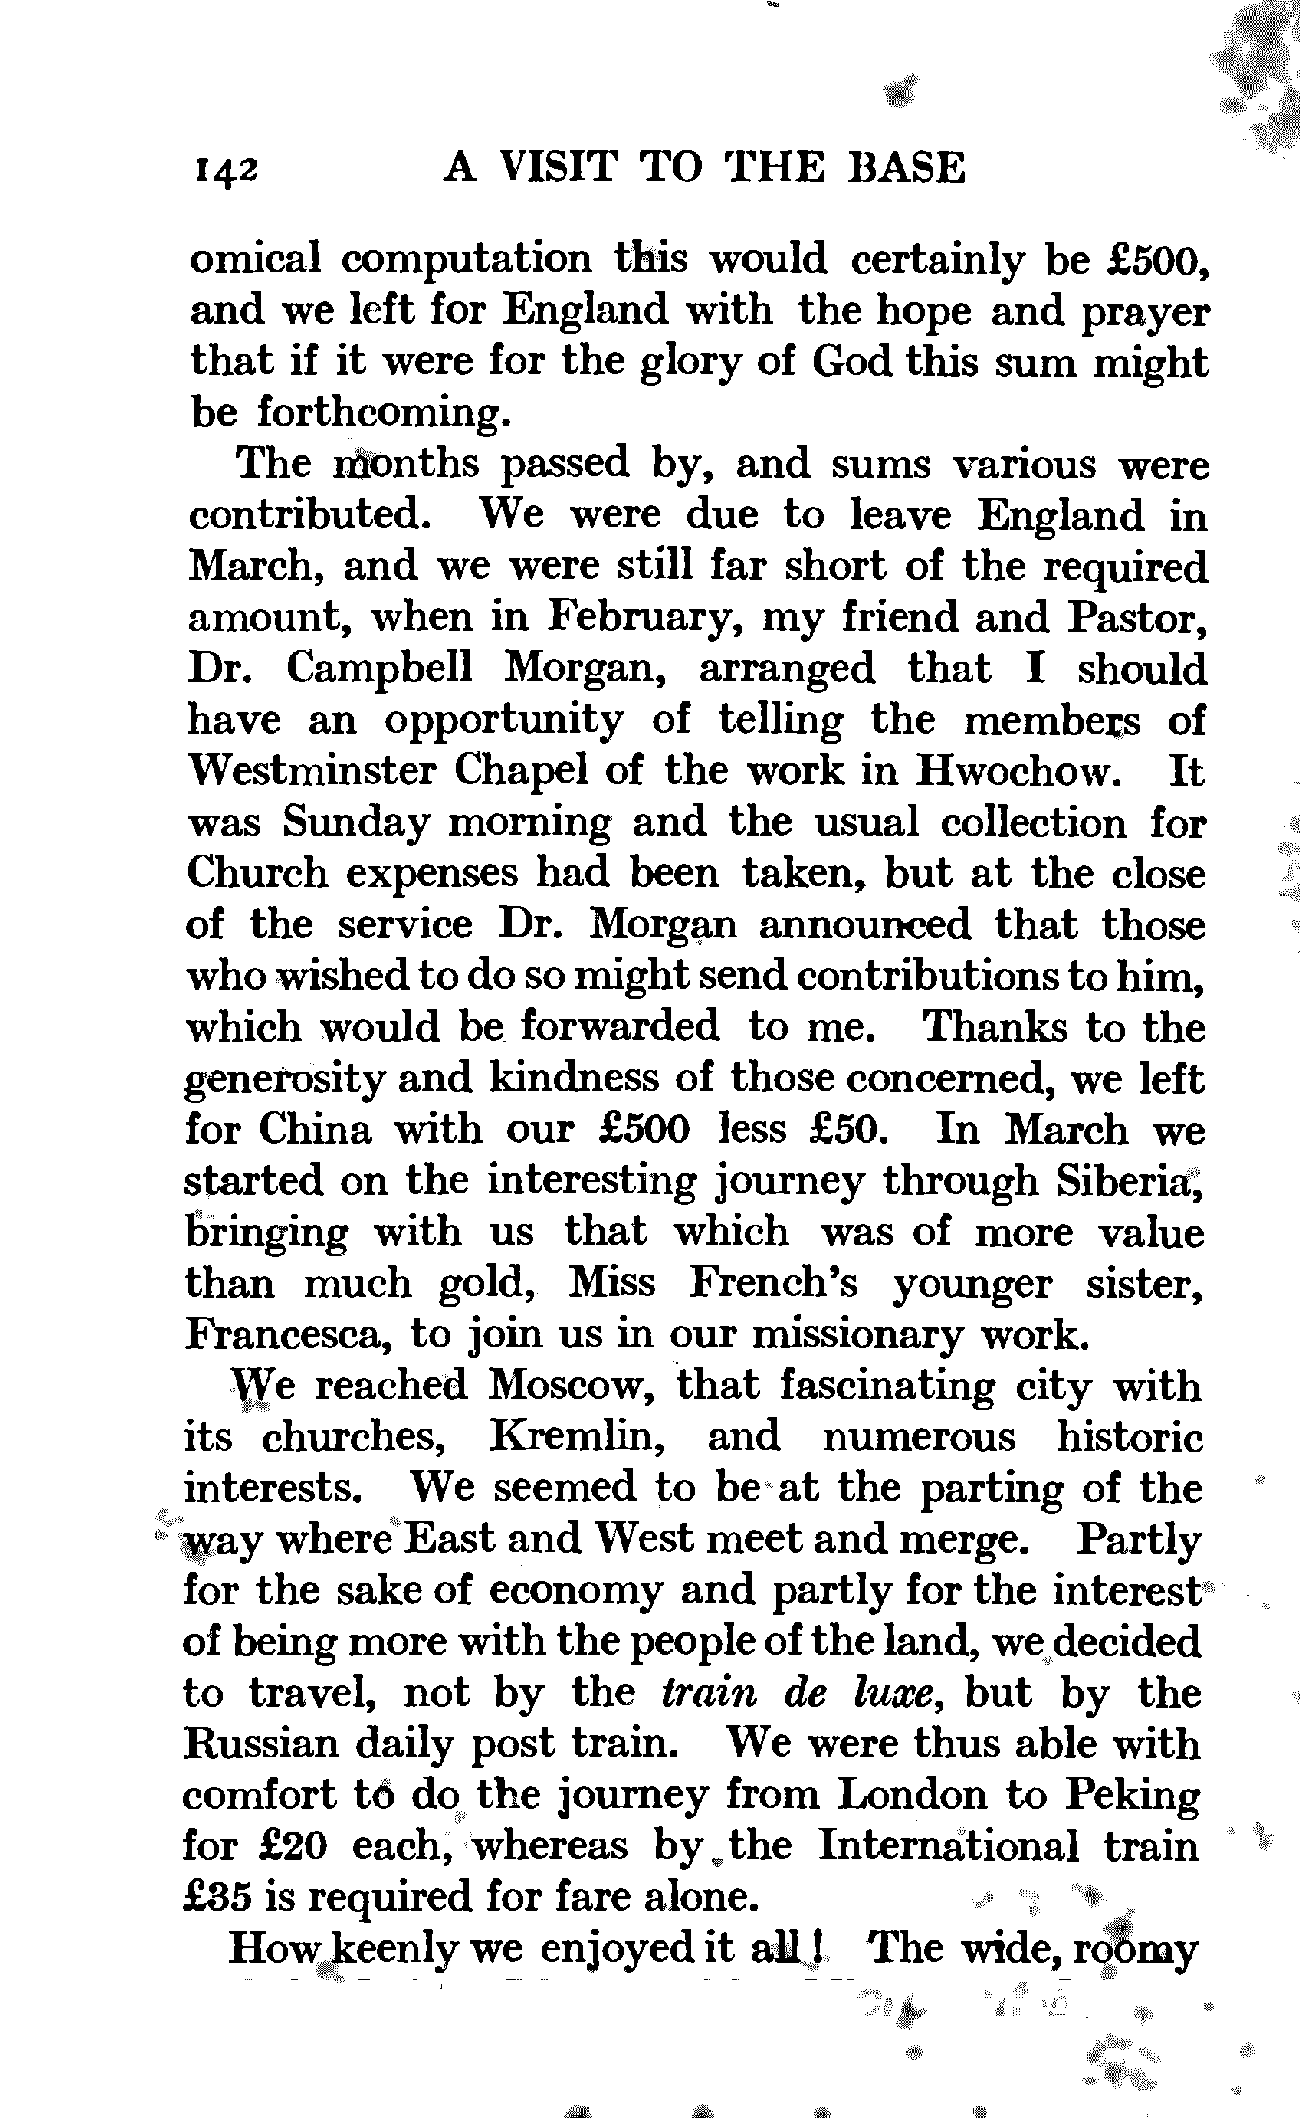 142 A VISIT TO THE BASE
omical computation this would certainly be £500,
and we left for England with the hope and prayer
that if it were for the glory of God this sum might
be forthcoming.
The months passed by, and sums various were
contributed. We were due to leave England in
March, and we were still far short of the required
amount, when in February, my friend and Pastor,
Dr. Campbell Morgan, arranged that I should
have an opportunity of telling the members of
Westminster Chapel of the work in Hwochow. It
was Sunday morning and the usual collection for
Church expenses had been taken, but at the close
of the service Dr. Morgan announced that those
who wished to do so might send contributions to him,
which would be forwarded to me. Thanks to the
generosity and kindness of those concerned, we left
for China with our £500 less £50. In March we
started on the interesting journey through Siberia,
bringing with us that which was of more value
than much gold, Miss French's younger sister,
Francesca, to join us in our missionary work.
We reached Moscow, that fascinating city with
its churches, Kremlin, and numerous historic
interests. We seemed to be at the parting of the
way where East and West meet and merge. Partly
for the sake of economy and partly for the interest
of being more with the people of the land, we decided
to travel, not by the train de luxe, but by the
Russian daily post train. We were thus able with
comfort to do the journey from London to Peking
for £20 each, whereas by the International train
£35 is required for fare alone.
How keenly we enjoyed it all! The wide, roomy